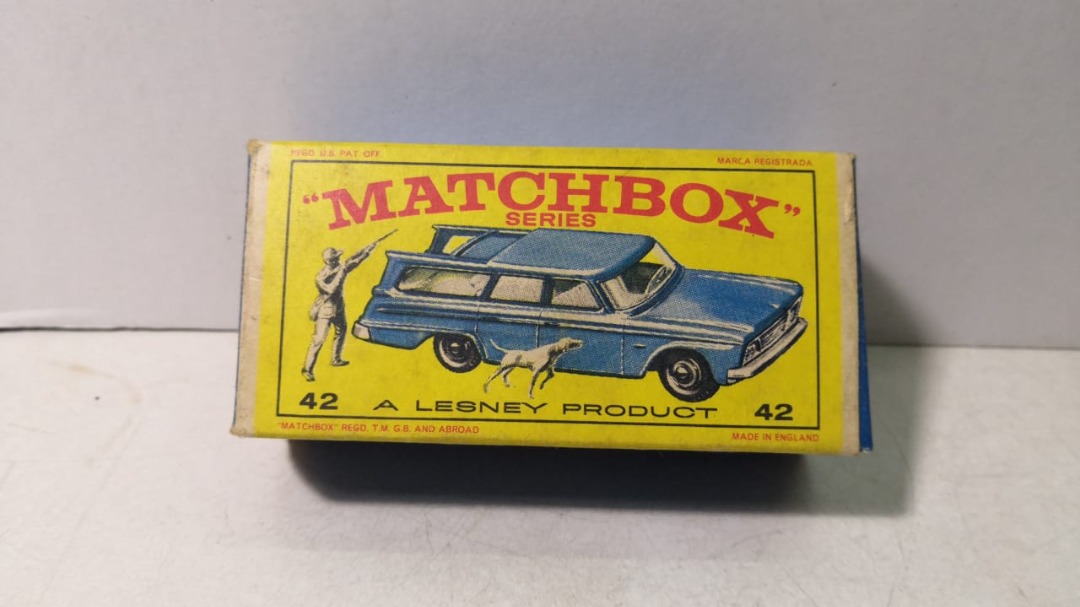 REGD. U.S. PAT. OFF.
MARCA REGISTRADA
"MATCHBOX"
SERIES
42 A LESNEY PRODUCT 42
"MATCHBOX" REGD. T.M. G.B. AND ABROAD
MADE IN ENGLAND